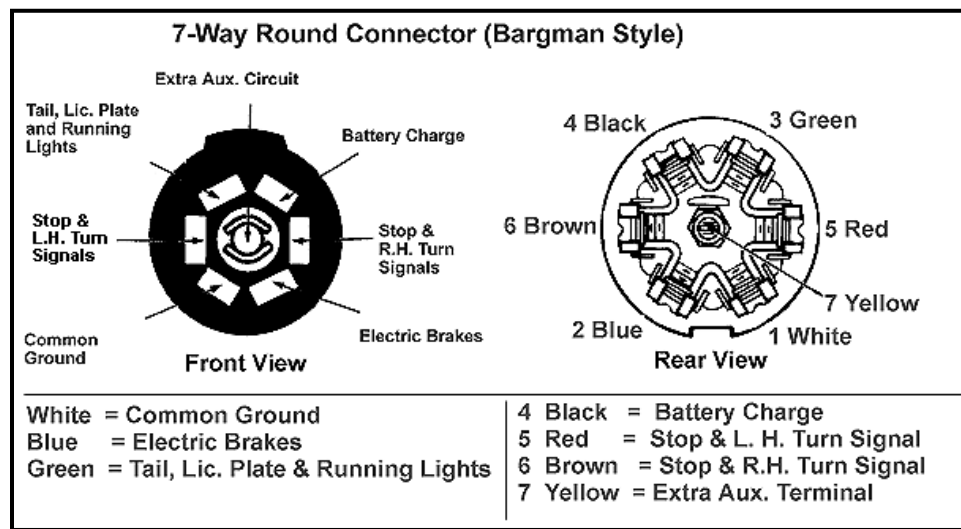 7-Way Round Connector (Bargman Style)
Extra Aux. Circuit
Tail, Lic. Plate
and Running
Lights
Battery Charge
Stop &
L.H. Turn
Signals
Stop &
R.H. Turn
Signals
Common
Ground
Electric Brakes
Front View
4 Black
3 Green
6 Brown
5 Red
7 Yellow
2 Blue
1 White
Rear View
White = Common Ground
Blue = Electric Brakes
Green = Tail, Lic. Plate & Running Lights
4 Black = Battery Charge
5 Red = Stop & L. H. Turn Signal
6 Brown = Stop & R.H. Turn Signal
7 Yellow = Extra Aux. Terminal